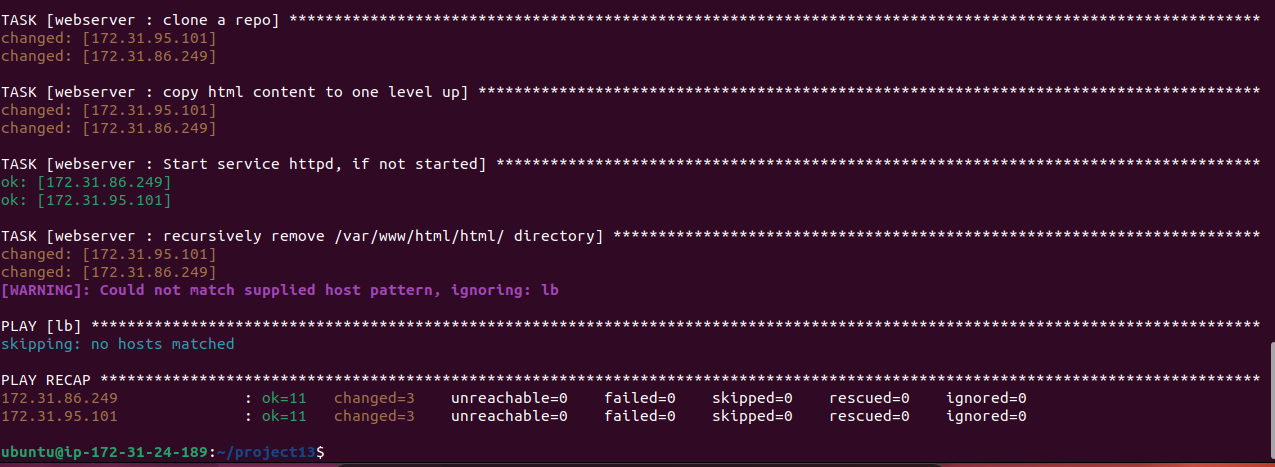 TASK [webserver : clone a repo] ************************************************************************************************************
changed: [172.31.95.101]
changed: [172.31.86.249]
TASK [webserver : copy html content to one level up] ***************************************************************************************
changed: [172.31.95.101]
changed: [172.31.86.249]
TASK [webserver : Start service httpd, if not started] *************************************************************************************
ok: [172.31.86.249]
ok: [172.31.95.101]
TASK [webserver : recursively remove /var/www/html/html/ directory] ************************************************************************
changed: [172.31.95.101]
changed: [172.31.86.249]
[WARNING]: Could not match supplied host pattern, ignoring: lb
PLAY [lb] **********************************************************************************************************************************
skipping: no hosts matched
PLAY RECAP *********************************************************************************************************************************
172.31.86.249              : ok=11   changed=3    unreachable=0    failed=0    skipped=0    rescued=0    ignored=0
172.31.95.101              : ok=11   changed=3    unreachable=0    failed=0    skipped=0    rescued=0    ignored=0
ubuntu@ip-172-31-24-189:~/project13$